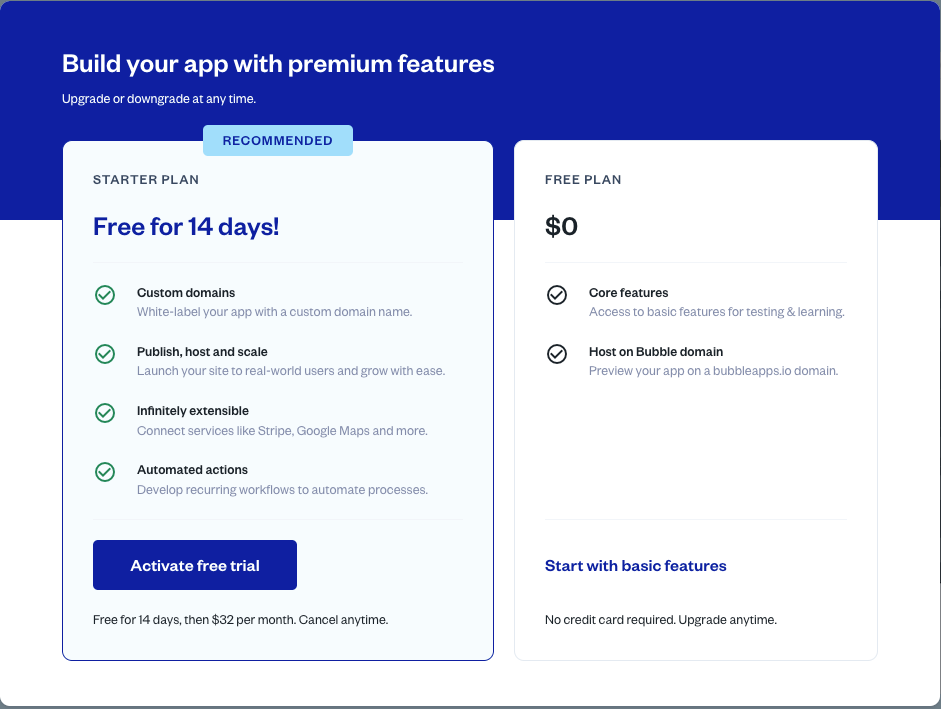 Build your app with premium features
Upgrade or downgrade at any time.
RECOMMENDED
STARTER PLAN
Free for 14 days!
Custom domains
White-label your app with a custom domain name.
Publish, host and scale
Launch your site to real-world users and grow with ease.
Infinitely extensible
Connect services like Stripe, Google Maps and more.
Automated actions
Develop recurring workflows to automate processes.
Activate free trial
Free for 14 days, then $32 per month. Cancel anytime.
FREE PLAN
$0
Core features
Access to basic features for testing & learning.
Host on Bubble domain
Preview your app on a bubbleapps.io domain.
Start with basic features
No credit card required. Upgrade anytime.